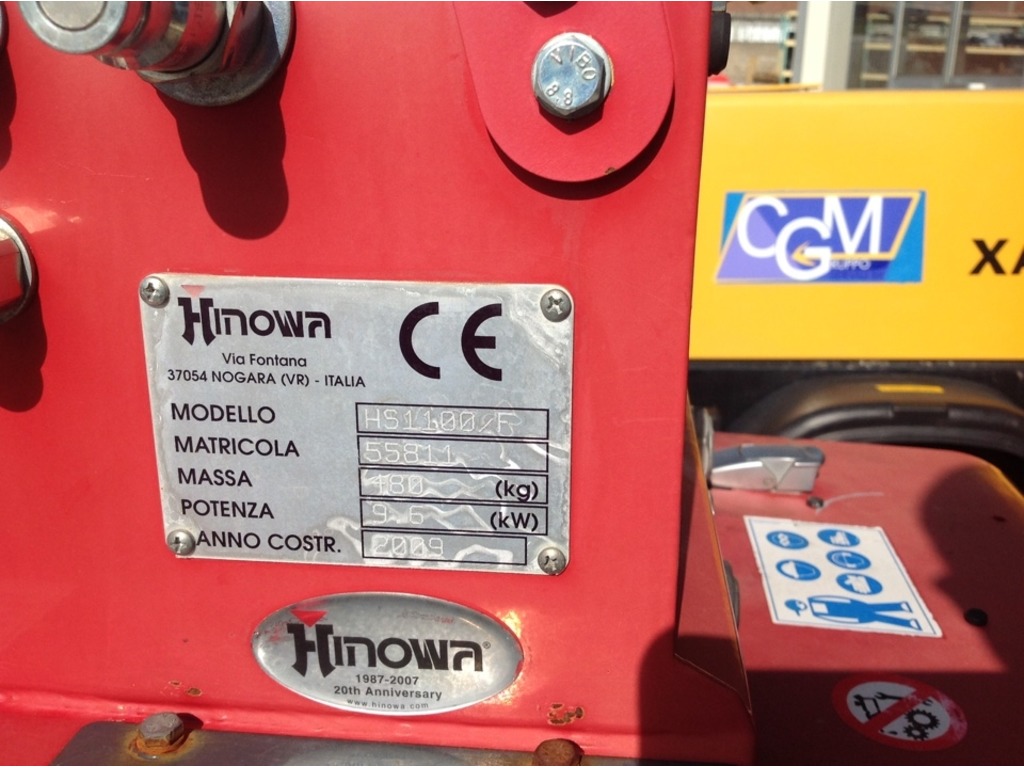 VIBO
8.8
CGM
GRUPPO
XA
HINOWA
CE
Via Fontana
37054 NOGARA (VR) - ITALIA
MODELLO HS1100/F
MATRICOLA 55811
MASSA 480 (kg)
POTENZA 9.6 (kW)
ANNO COSTR. 2009
HINOWA®
1987-2007
20th Anniversary
www.hinowa.com